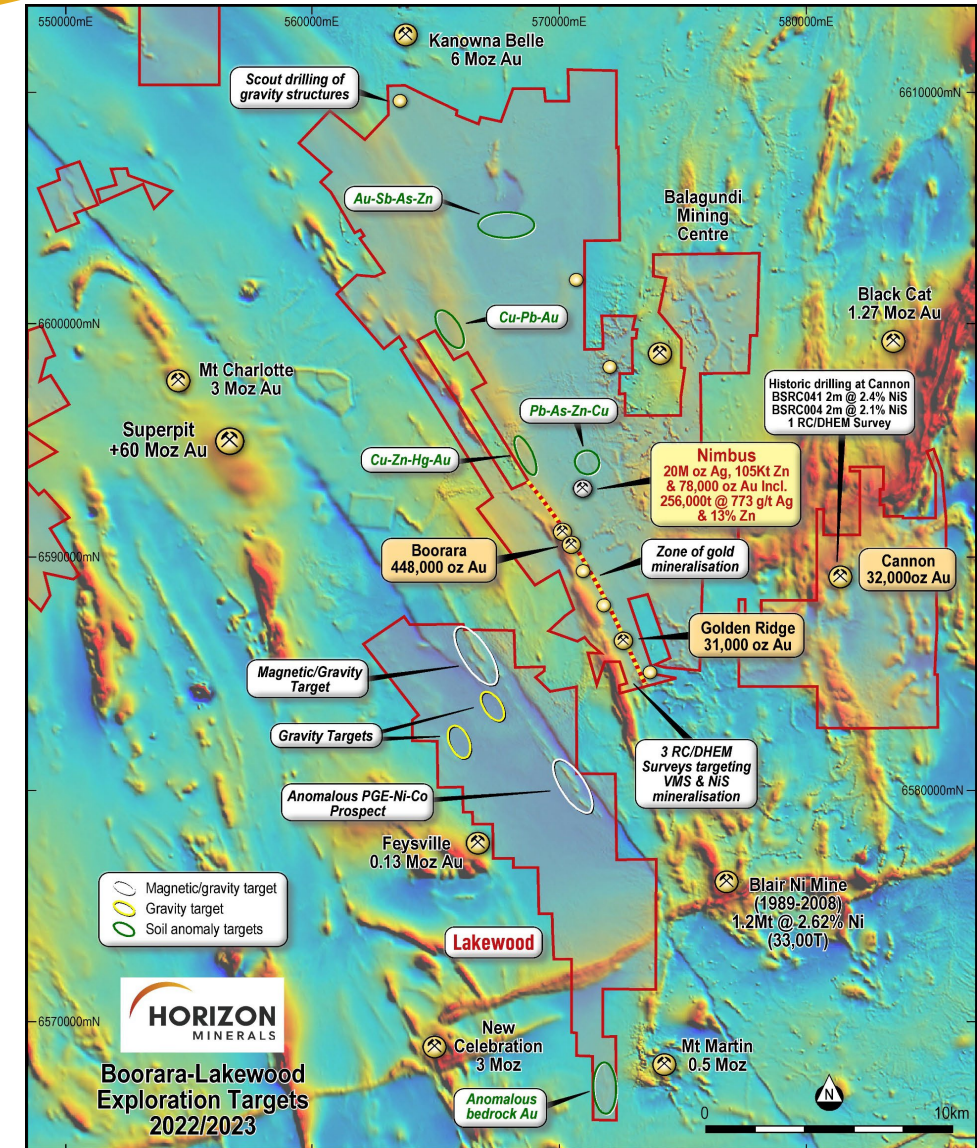 550000mE
560000mE
570000mE
580000mE
Kanowna Belle
6 Moz Au
Scout drilling of
gravity structures
6610000mN
Au-Sb-As-Zn
Balagundi
Mining
Centre
Black Cat
1.27 Moz Au
Cu-Pb-Au
6600000mN
Mt Charlotte
3 Moz Au
Historic drilling at Cannon
BSRC041 2m @ 2.4% NiS
BSRC004 2m @ 2.1% NiS
1 RC/DHEM Survey
Pb-As-Zn-Cu
Superpit
+60 Moz Au
Cu-Zn-Hg-Au
Nimbus
20M oz Ag, 105Kt Zn
& 78,000 oz Au Incl.
256,000t @ 773 g/t Ag
& 13% Zn
Boorara
448,000 oz Au
Zone of gold
mineralisation
6590000mN
Cannon
32,000oz Au
Golden Ridge
31,000 oz Au
Magnetic/Gravity
Target
Gravity Targets
3 RC/DHEM
Surveys targeting
VMS & NiS
mineralisation
Anomalous PGE-Ni-Co
Prospect
6580000mN
Feysville
0.13 Moz Au
Blair Ni Mine
(1989-2008)
1.2Mt @ 2.62% Ni
(33,00T)
Magnetic/gravity target
Gravity target
Soil anomaly targets
Lakewood
HORIZON
MINERALS
6570000mN
New
Celebration
3 Moz
Mt Martin
0.5 Moz
Boorara-Lakewood
Exploration Targets
2022/2023
Anomalous
bedrock Au
N
0
10km